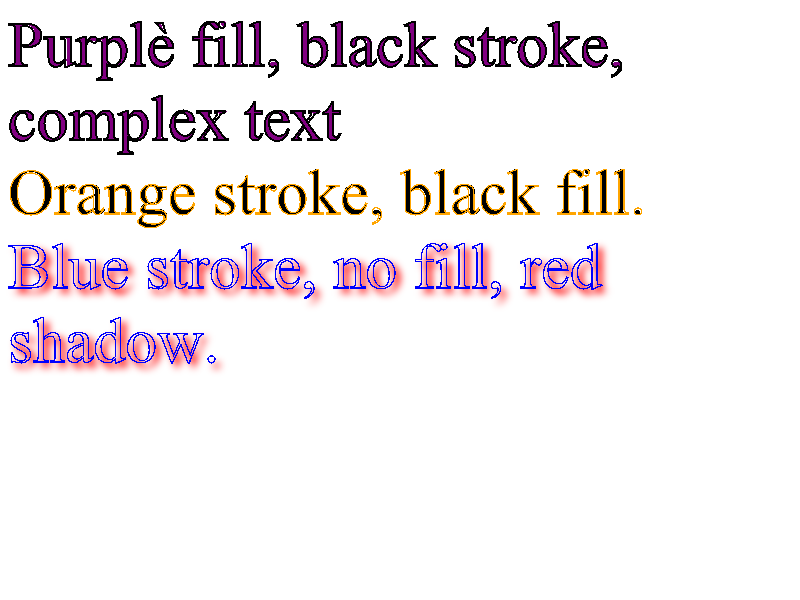 Purplè fill, black stroke,
complex text
Orange stroke, black fill.
Blue stroke, no fill, red
shadow.